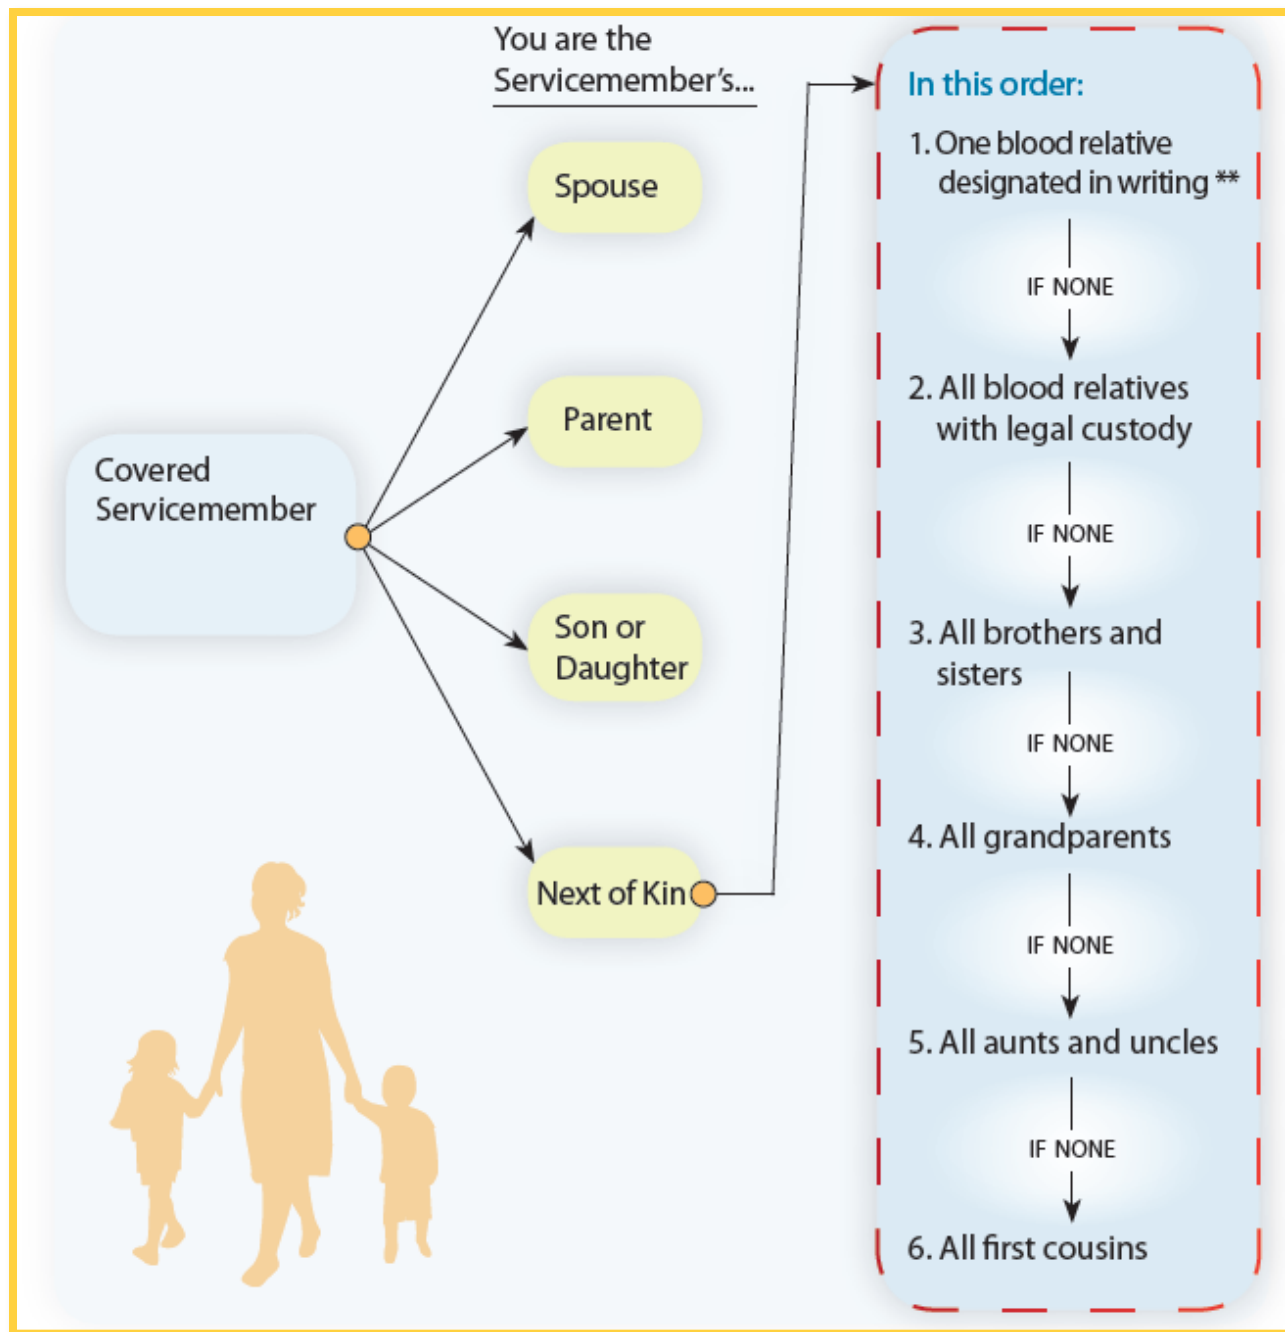 You are the
Servicemember's...
Spouse
Parent
Covered
Servicemember
Son or
Daughter
Next of Kin
In this order:
1. One blood relative
designated in writing **
IF NONE
2. All blood relatives
with legal custody
IF NONE
3. All brothers and
sisters
IF NONE
4. All grandparents
IF NONE
5. All aunts and uncles
IF NONE
6. All first cousins